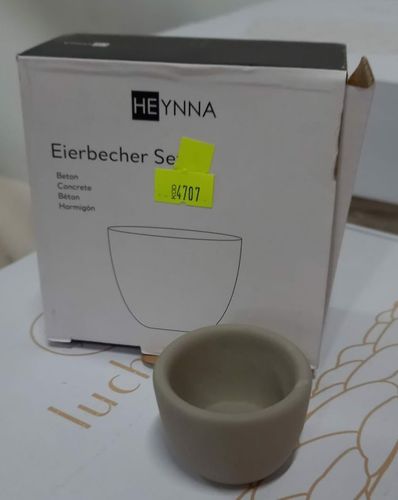 HEYNNA
Eierbecher Se
Beton
Concrete
Béton
Hormigón
84707
luch